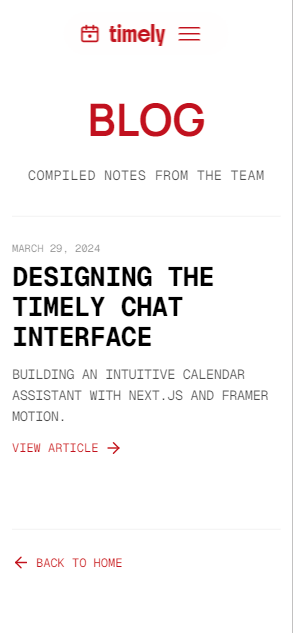 timely
BLOG
COMPILED NOTES FROM THE TEAM
MARCH 29, 2024
DESIGNING THE
TIMELY CHAT
INTERFACE
BUILDING AN INTUITIVE CALENDAR
ASSISTANT WITH NEXT.JS AND FRAMER
MOTION.
VIEW ARTICLE
BACK TO HOME